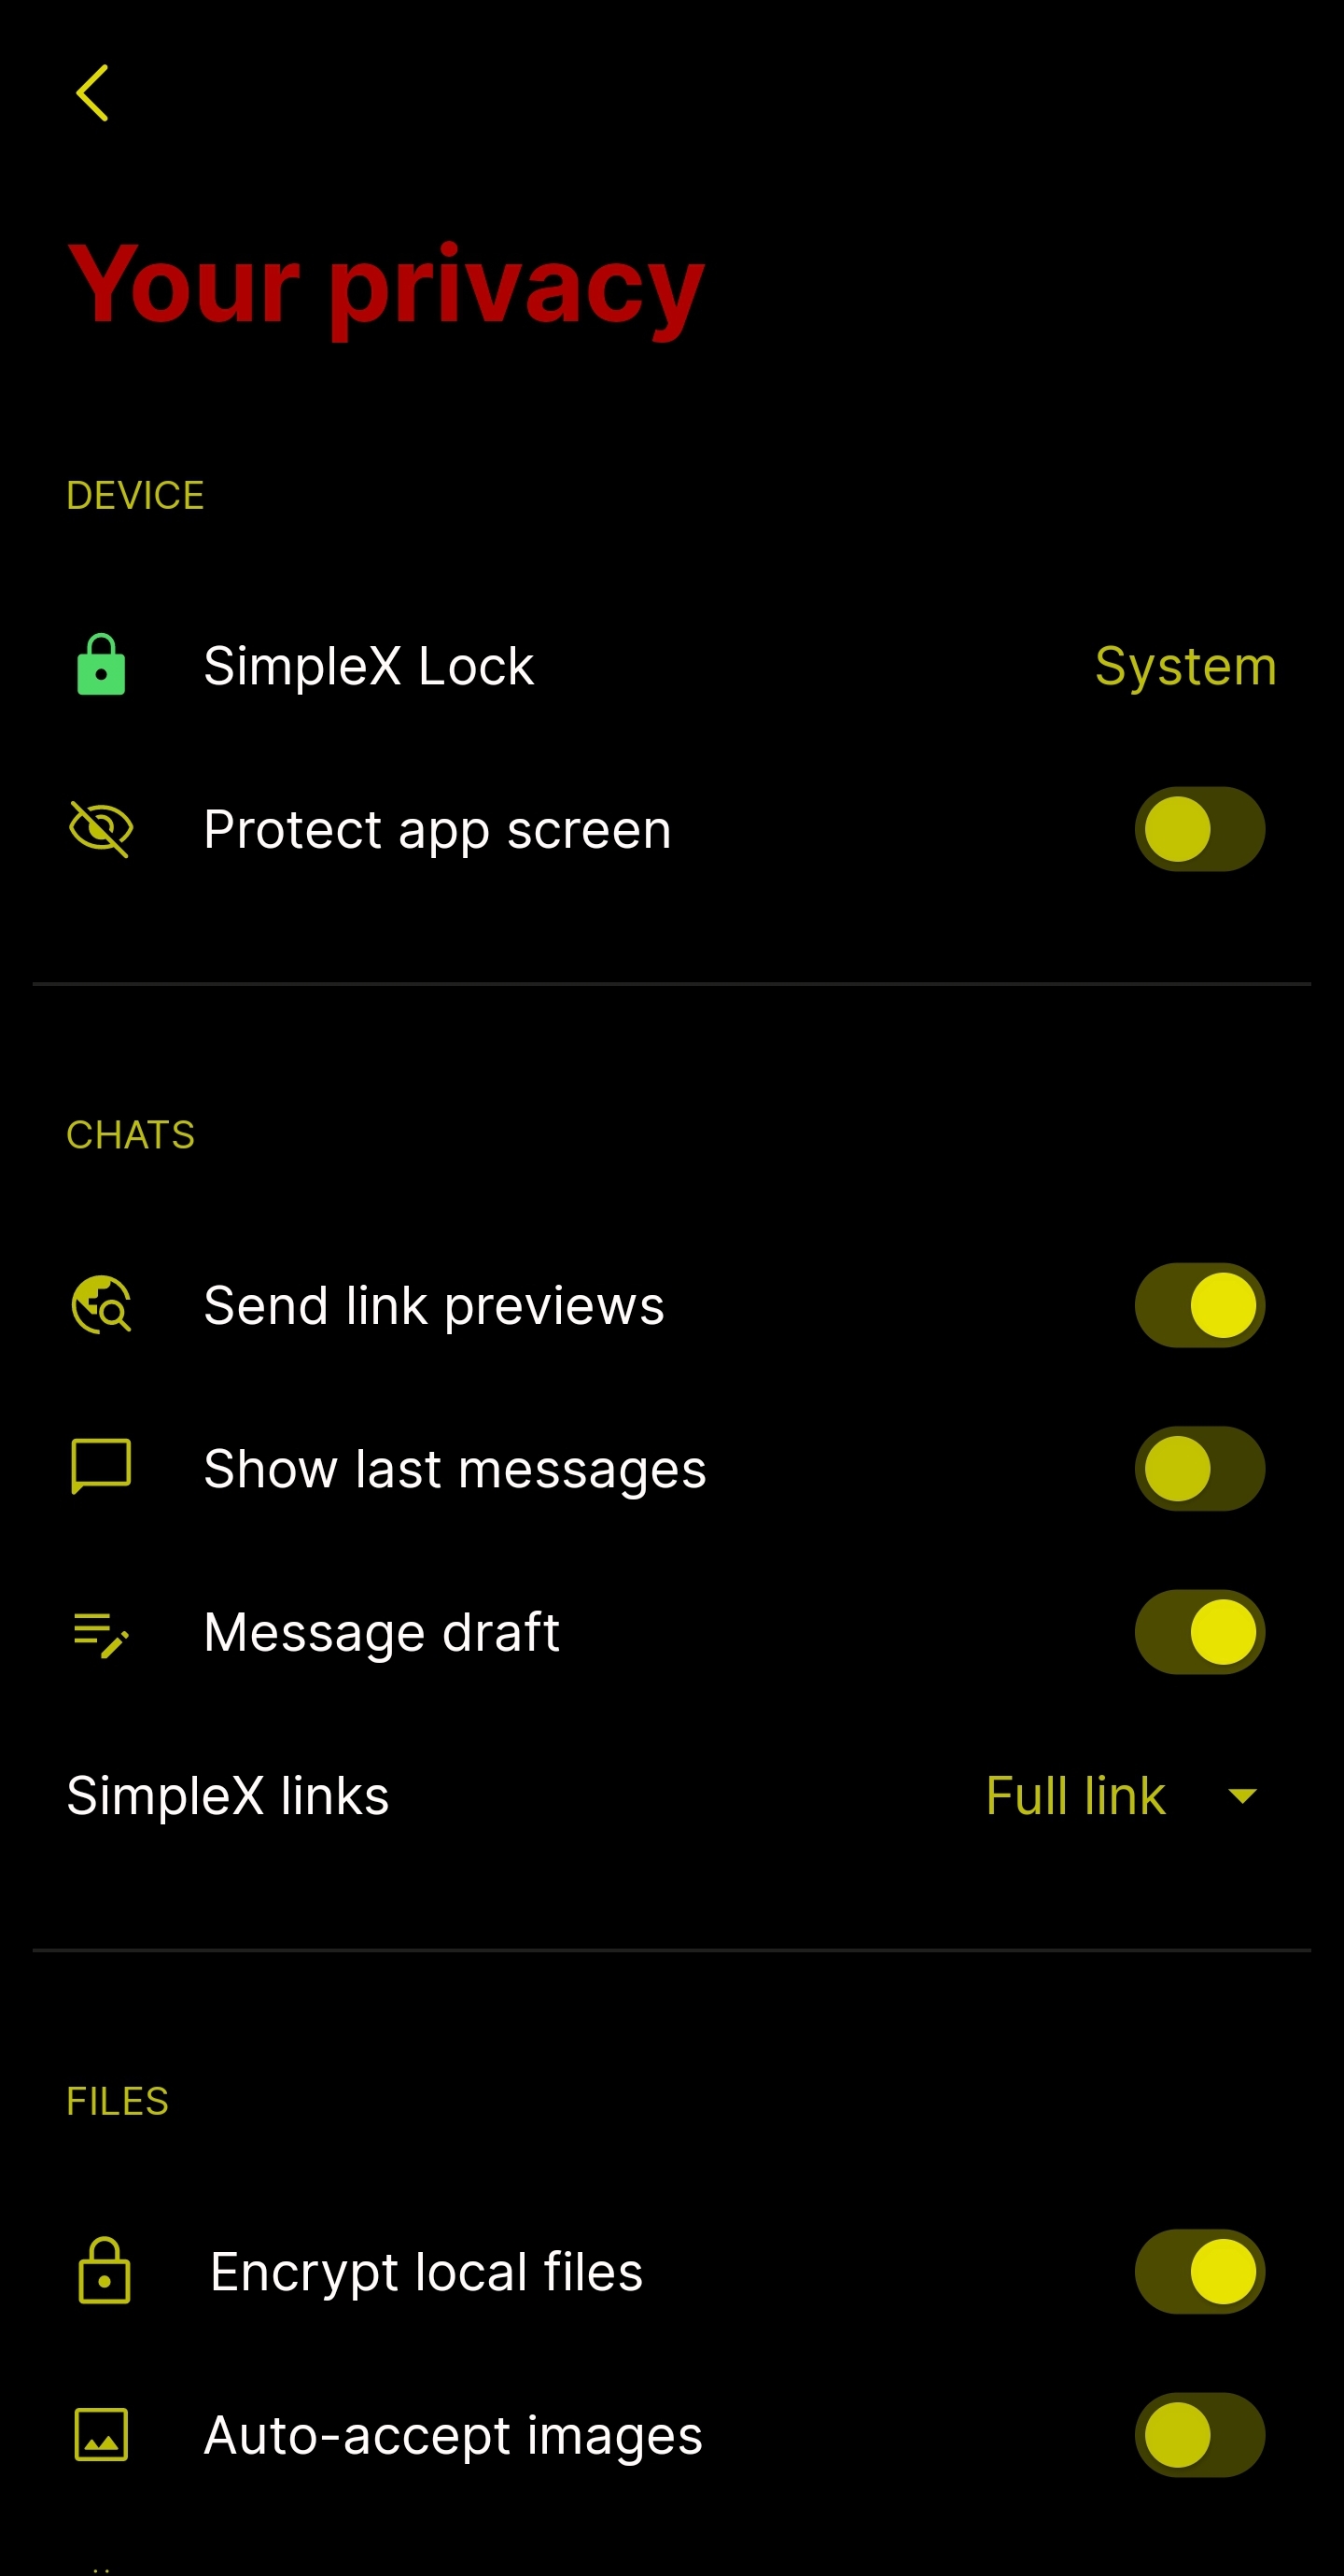 Your privacy
DEVICE
SimpleX Lock System
Protect app screen
CHATS
Send link previews
Show last messages
Message draft
SimpleX links Full link
FILES
Encrypt local files
Auto-accept images